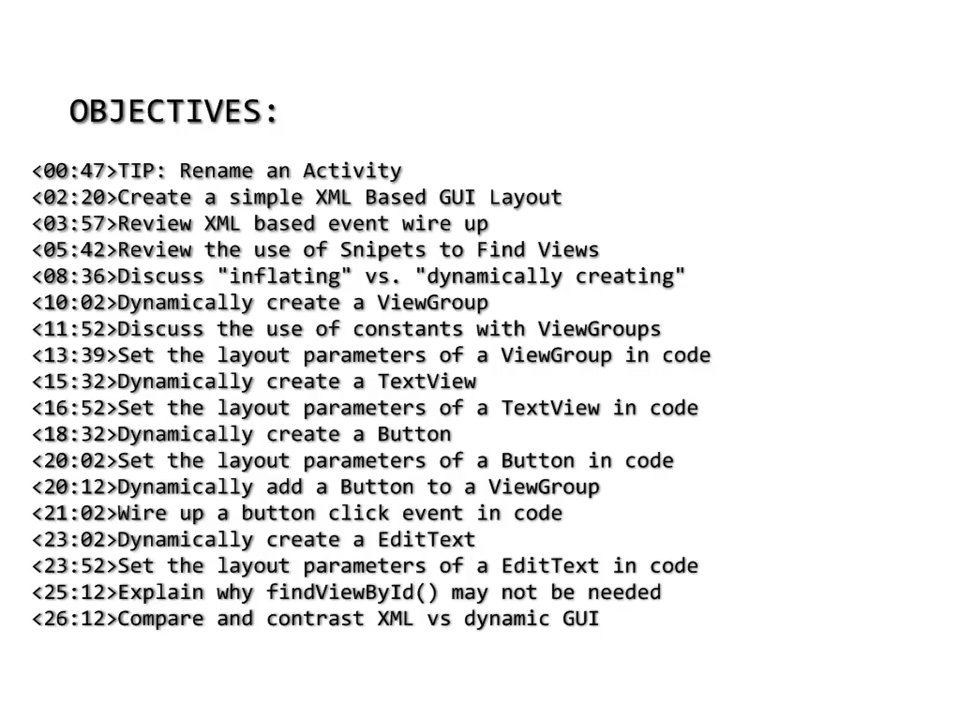 OBJECTIVES:
<00:47>TIP: Rename an Activity
<02:20>Create a simple XML Based GUI Layout
<03:57>Review XML based event wire up
<05:42>Review the use of Snipets to Find Views
<08:36>Discuss "inflating" vs. "dynamically creating"
<10:02>Dynamically create a ViewGroup
<11:52>Discuss the use of constants with ViewGroups
<13:39>Set the layout parameters of a ViewGroup in code
<15:32>Dynamically create a TextView
<16:52>Set the layout parameters of a TextView in code
<18:32>Dynamically create a Button
<20:02>Set the layout parameters of a Button in code
<20:12>Dynamically add a Button to a ViewGroup
<21:02>Wire up a button click event in code
<23:02>Dynamically create a EditText
<23:52>Set the layout parameters of a EditText in code
<25:12>Explain why findViewById() may not be needed
<26:12>Compare and contrast XML vs dynamic GUI